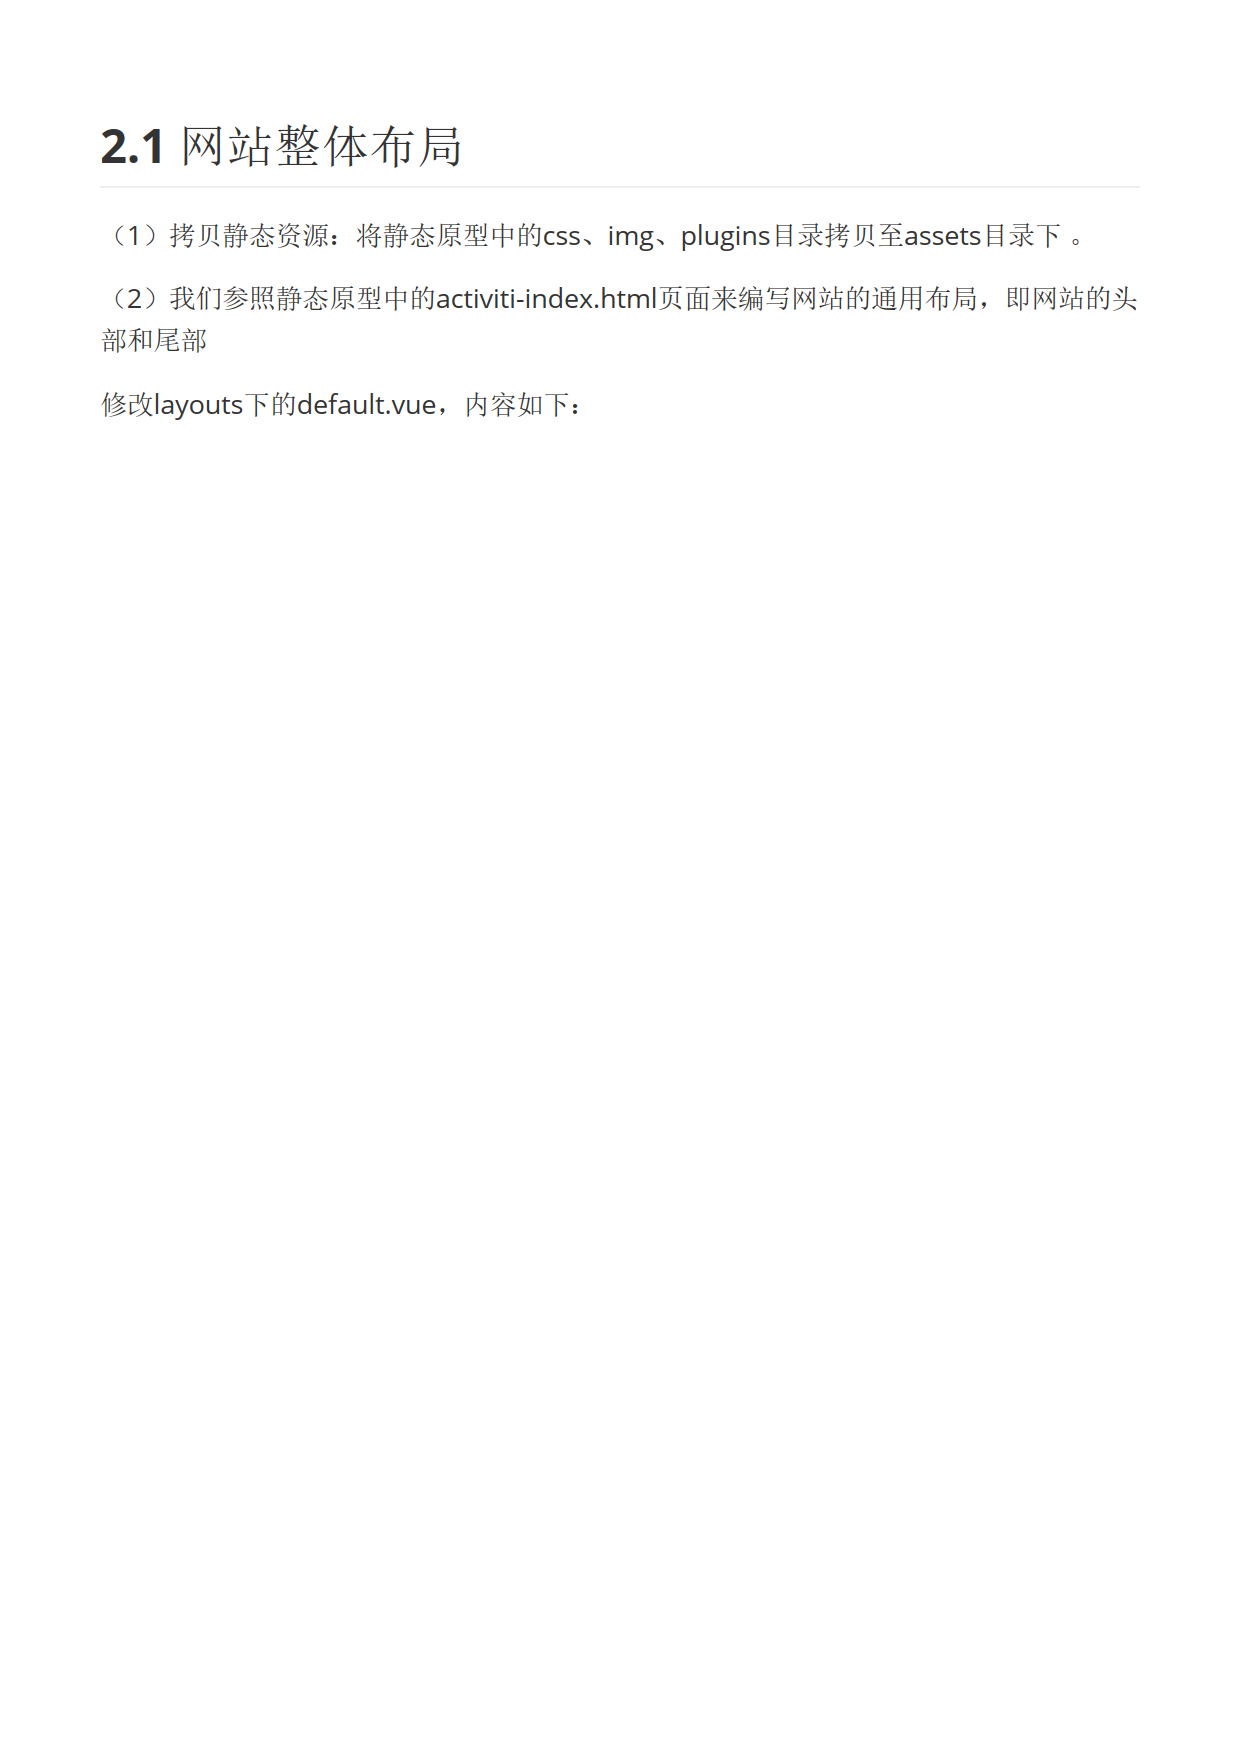 2.1 网站整体布局
（1）拷贝静态资源：将静态原型中的css、img、plugins目录拷贝至assets目录下 。
（2）我们参照静态原型中的activiti-index.html页面来编写网站的通用布局，即网站的头
部和尾部
修改layouts下的default.vue，内容如下：